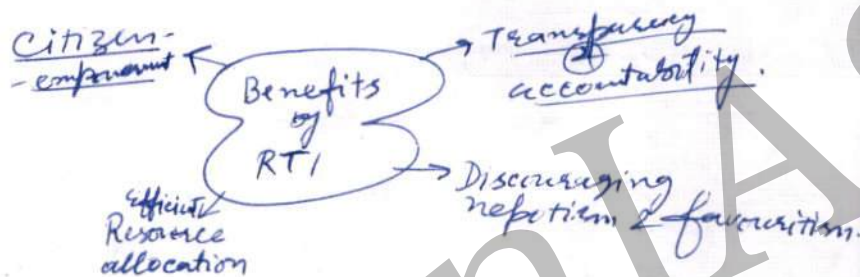 Citizen-
-empowerment
Transparency
+
accountability.
Benefits
of
RTI
Discouraging
nepotism & favouritism.
Efficient
Resource
allocation